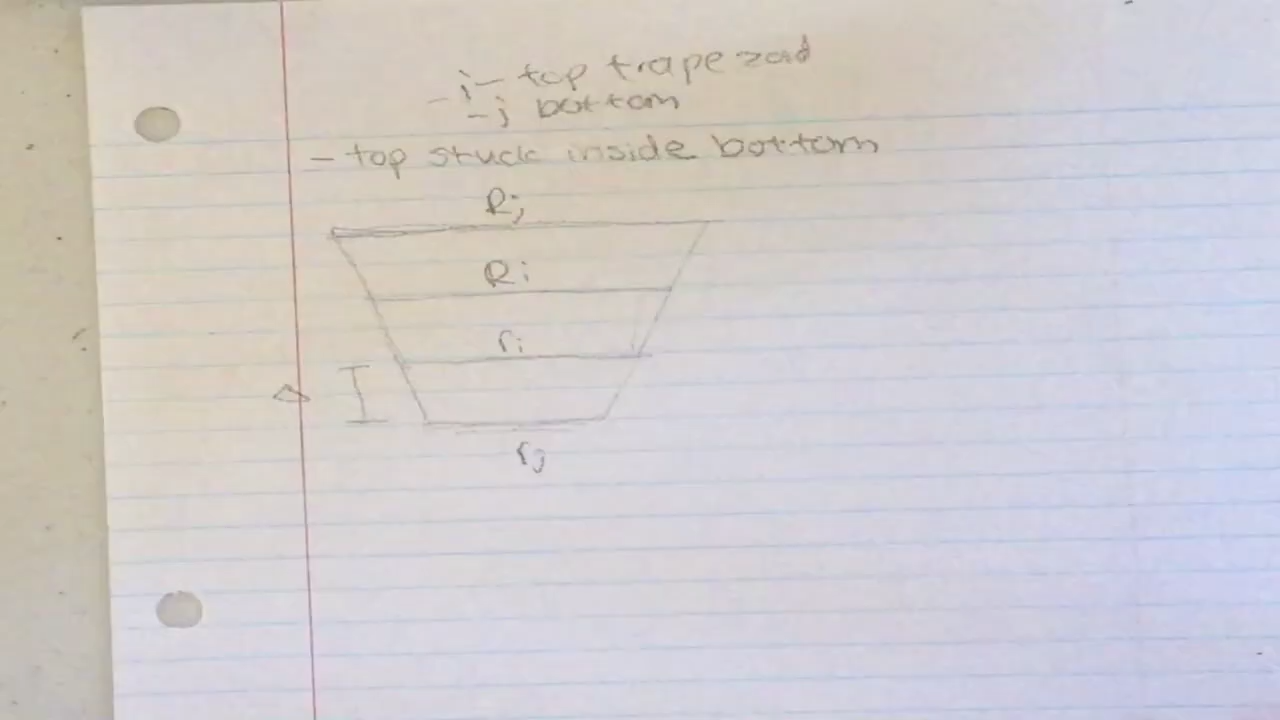 - i - top trapezoid
- j bottom
- top stuck inside bottom
Rj
Ri
ri
Δ
rj